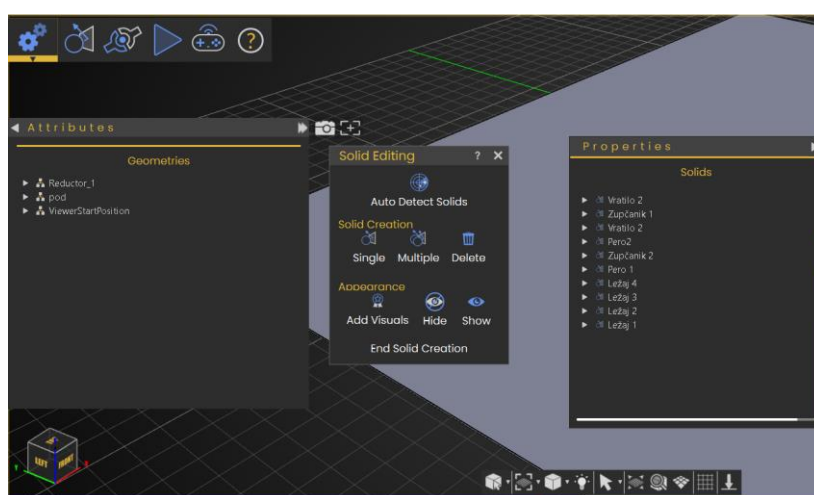 ?
Attributes
Geometries
Reductor_1
pod
ViewerStartPosition
Solid Editing ? ×
Auto Detect Solids
Solid Creation
Single Multiple Delete
Appearance
Add Visuals Hide Show
End Solid Creation
Properties
Solids
Vratilo 2
Zupčanik 1
Vratilo 2
Pero2
Zupčanik 2
Pero 1
Ležaj 4
Ležaj 3
Ležaj 2
Ležaj 1
LEFT FRONT